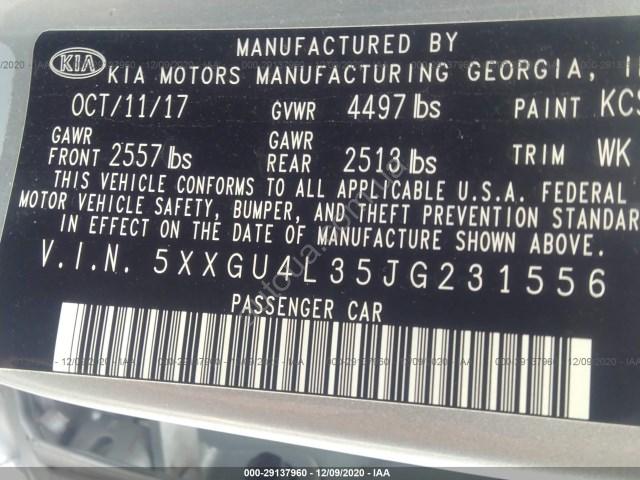 MANUFACTURED BY
KIA KIA MOTORS MANUFACTURING GEORGIA,
OCT/11/17 GVWR 4497 lbs PAINT KCS
GAWR FRONT 2557 lbs GAWR REAR 2513 lbs TRIM WK
THIS VEHICLE CONFORMS TO ALL APPLICABLE U.S.A. FEDERAL
MOTOR VEHICLE SAFETY, BUMPER, AND THEFT PREVENTION STANDAR
IN EFFECT ON THE DATE OF MANUFACTURE SHOWN ABOVE.
V.I.N. 5XXGU4L35JG231556
PASSENGER CAR
000-29137960 - 12/09/2020 - IAA